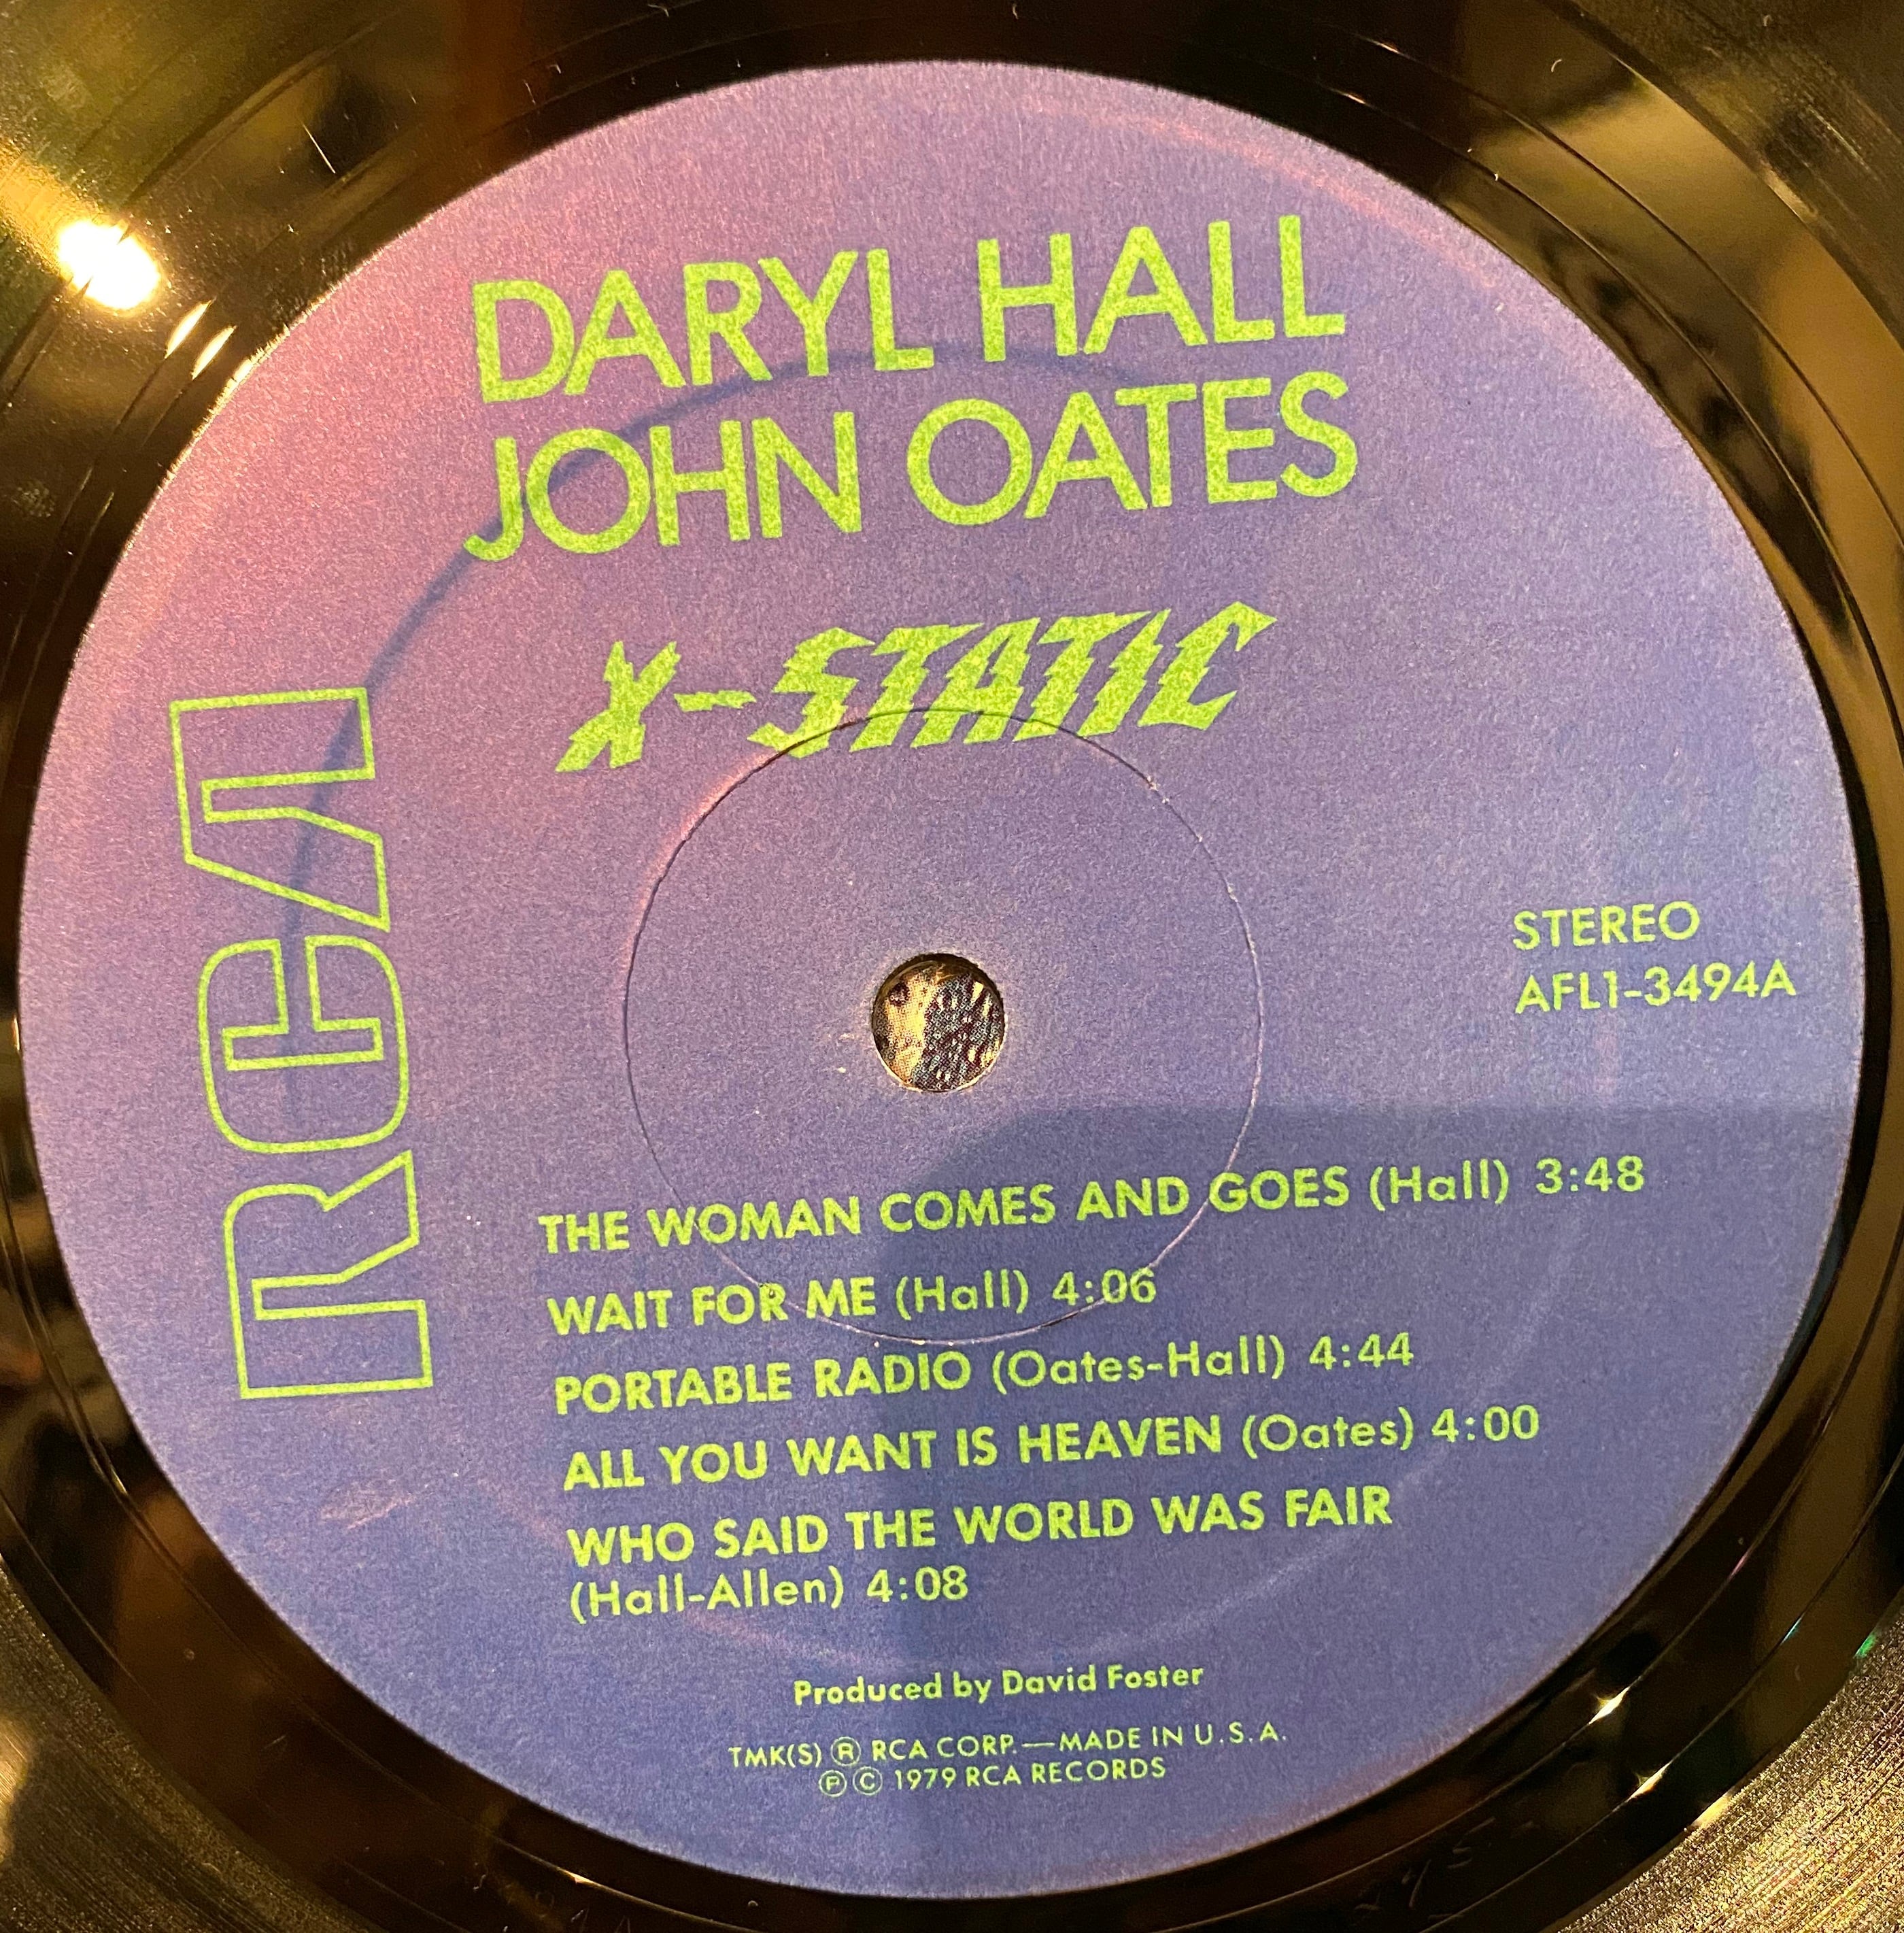 DARYL HALL
JOHN OATES
X-STATIC
RCA
STEREO
AFL1-3494A
THE WOMAN COMES AND GOES (Hall) 3:48
WAIT FOR ME (Hall) 4:06
PORTABLE RADIO (Oates-Hall) 4:44
ALL YOU WANT IS HEAVEN (Oates) 4:00
WHO SAID THE WORLD WAS FAIR
(Hall-Allen) 4:08
Produced by David Foster
TMK(S) ® RCA CORP.—MADE IN U.S.A.
℗ © 1979 RCA RECORDS